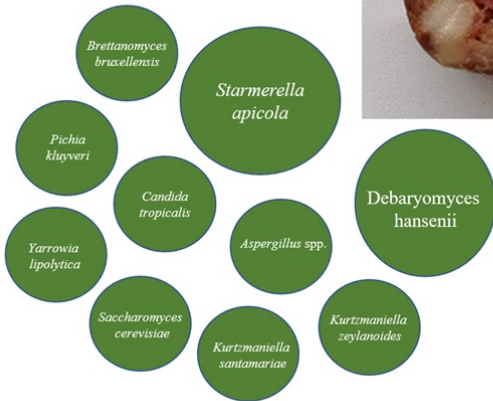 Brettanomyces
bruxellensis
Starmerella
apicola
Pichia
kluyveri
Candida
tropicalis
Debaryomyces
hansenii
Yarrowia
lipolytica
Aspergillus spp.
Saccharomyces
cerevisiae
Kurtzmaniella
santamariae
Kurtzmaniella
zeylanoides